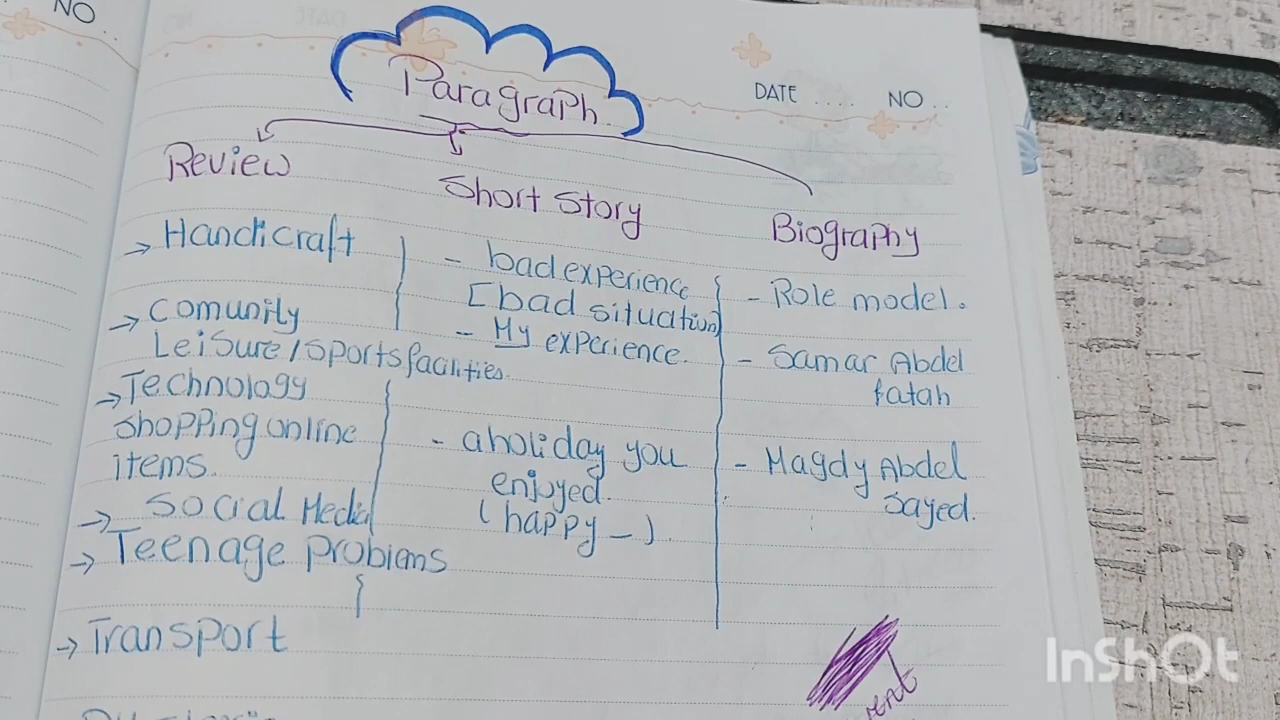 NO
DATE ..... NO ..
Paragraph.
Review
Short Story
Biography
→ Handicraft
→ Comunity
Leisure / Sports facilities.
→ Technology
Shopping online
items.
→ Social Media
→ Teenage problems
→ Transport
- bad experience
[bad situation]
- My experience.
- a holiday you
enjoyed.
(happy _).
- Role model.
- Samar Abdel
fatah
- Magdy Abdel
Sayed.
InShOt